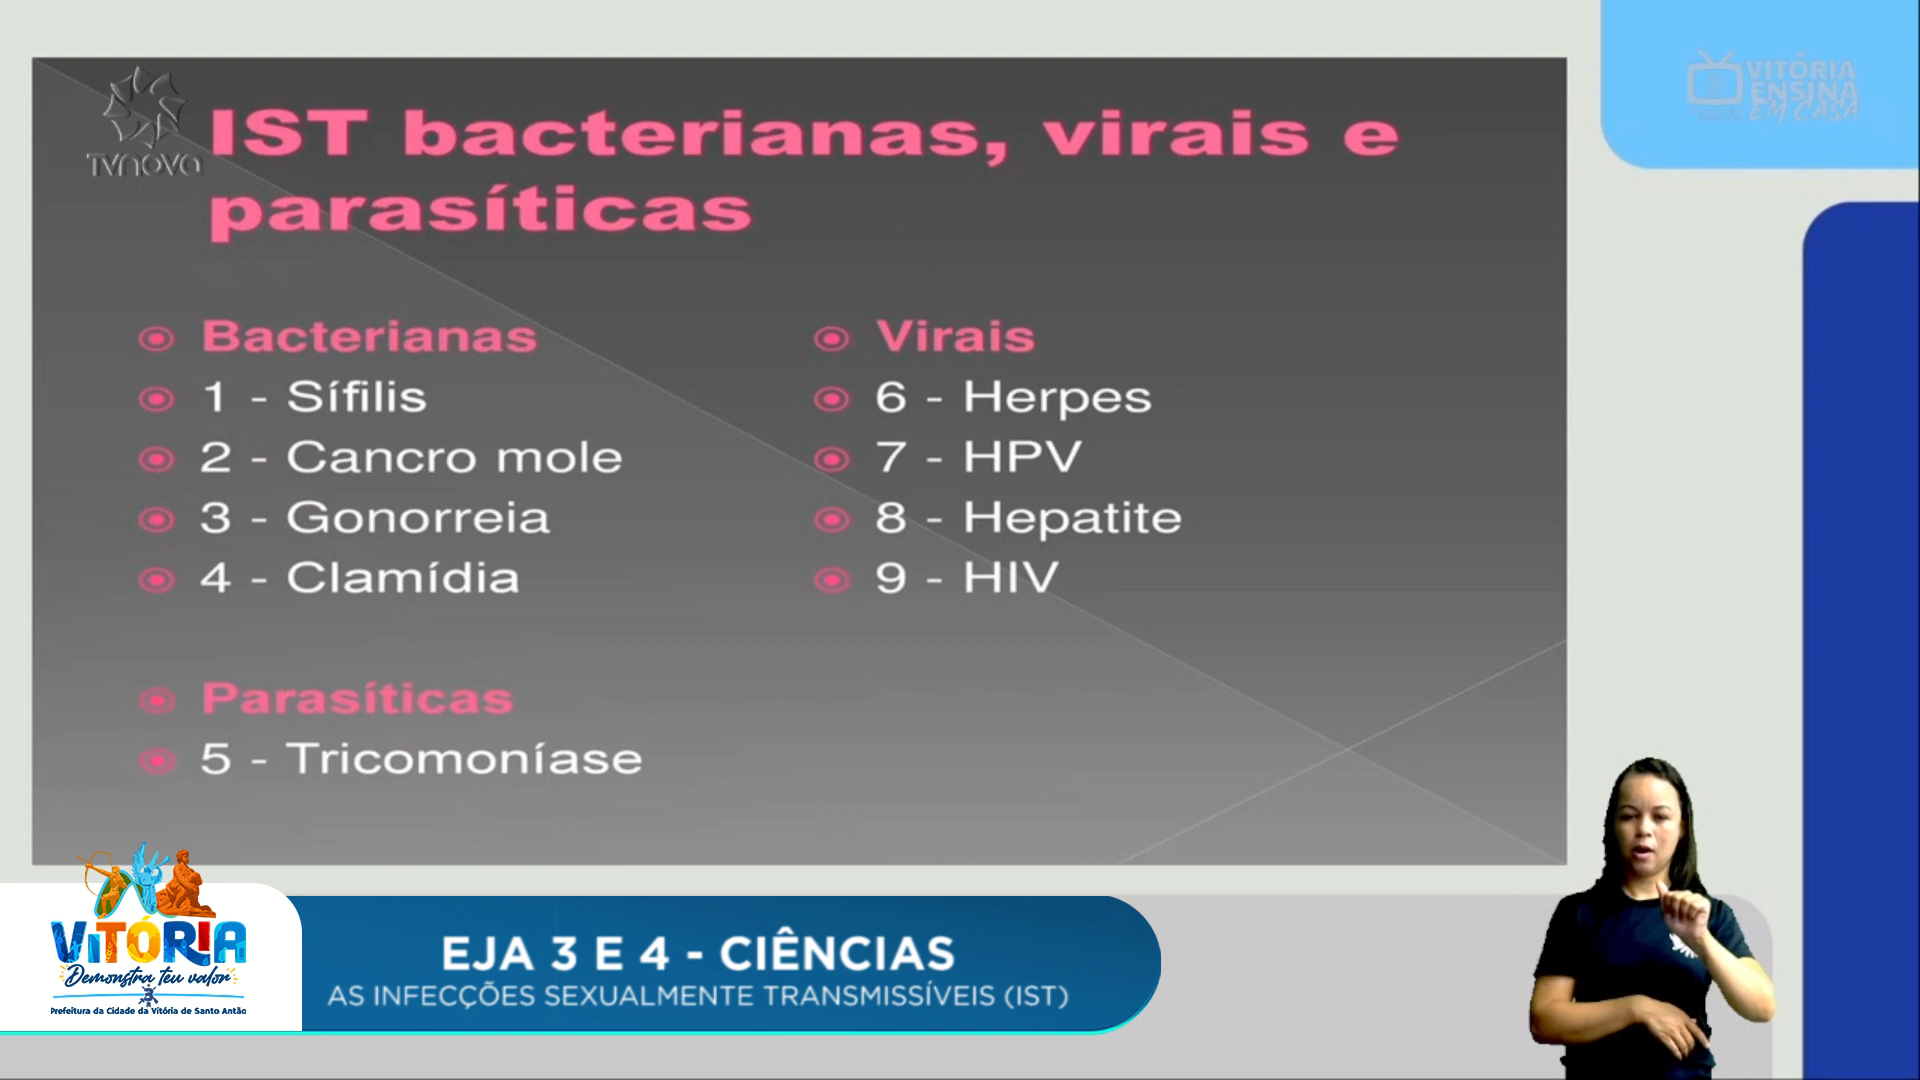 TVNOVA
VITÓRIA
ENSINA
EM CASA
IST bacterianas, virais e
parasíticas
Bacterianas
1 - Sífilis
2 - Cancro mole
3 - Gonorreia
4 - Clamídia
Parasíticas
5 - Tricomoníase
Virais
6 - Herpes
7 - HPV
8 - Hepatite
9 - HIV
VITÓRIA
Demonstra teu valor
Prefeitura da Cidade da Vitória de Santo Antão
EJA 3 E 4 - CIÊNCIAS
AS INFECÇÕES SEXUALMENTE TRANSMISSÍVEIS (IST)